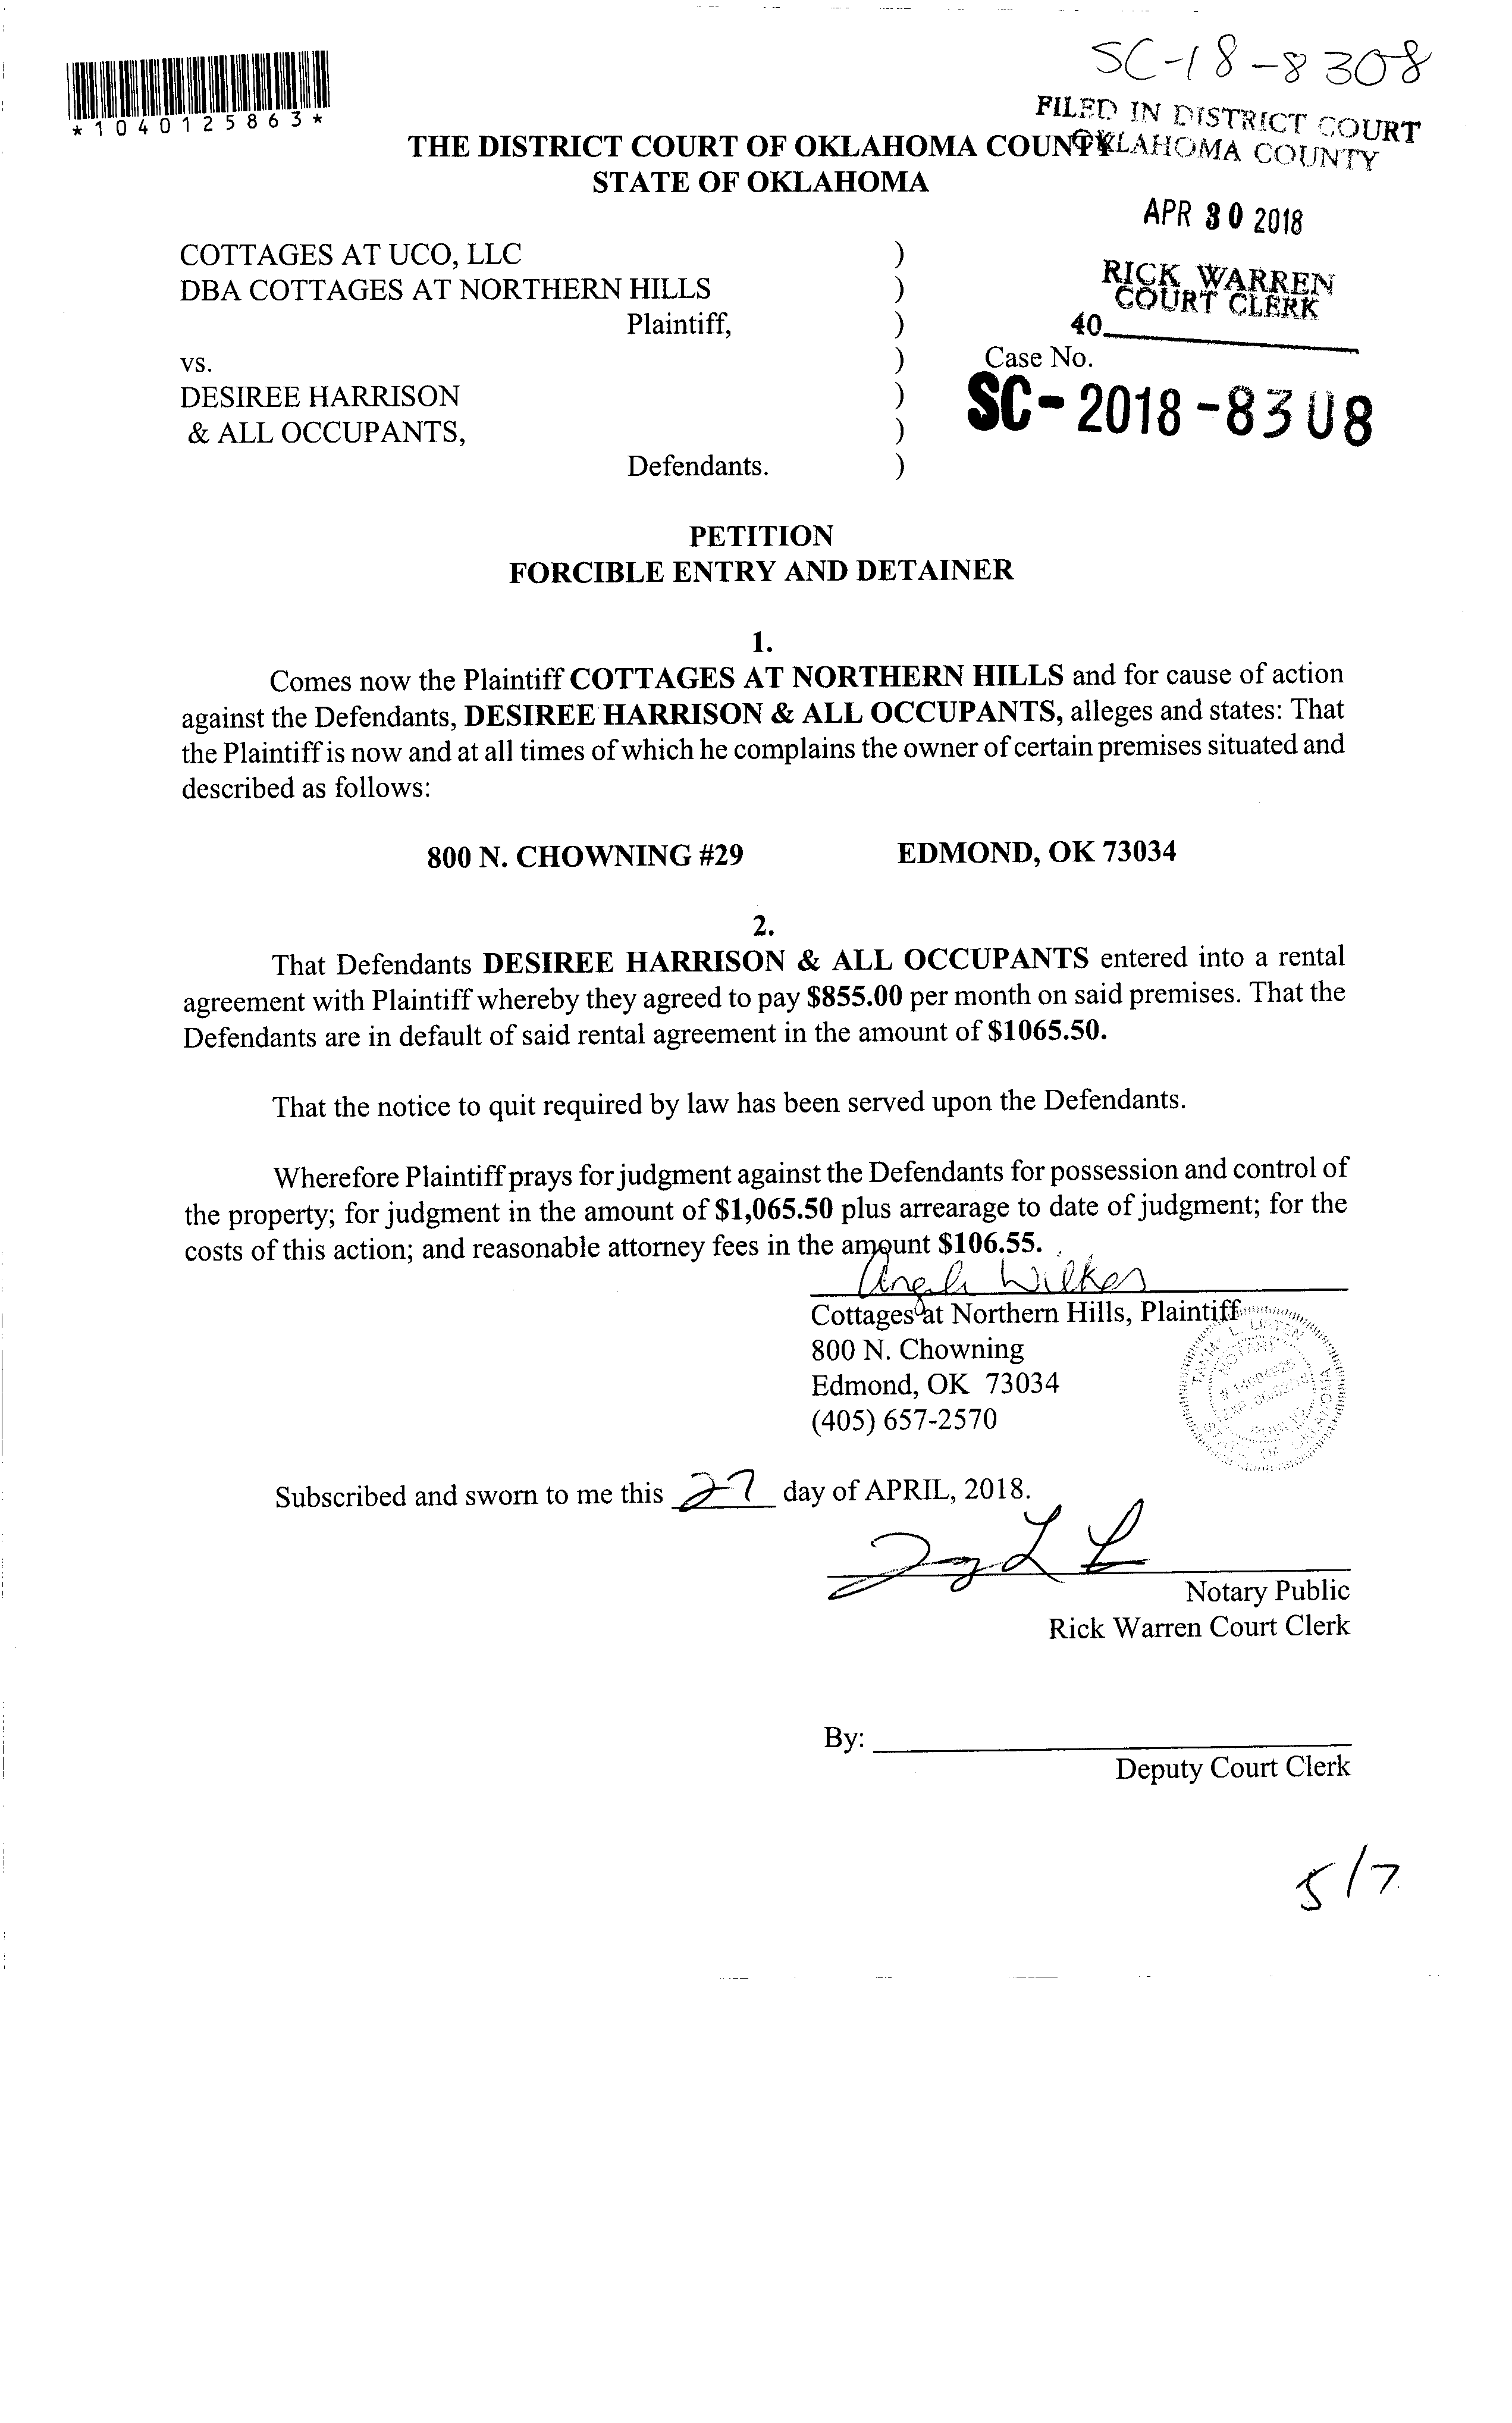 SC-18-8308
*1040125863*
FILED IN DISTRICT COURT
OKLAHOMA COUNTY
THE DISTRICT COURT OF OKLAHOMA COUNTY
STATE OF OKLAHOMA
APR 30 2018
RICK WARREN
COURT CLERK
40
COTTAGES AT UCO, LLC )
DBA COTTAGES AT NORTHERN HILLS )
Plaintiff, )
vs. ) Case No.
DESIREE HARRISON ) SC-2018-8308
& ALL OCCUPANTS, )
Defendants. )
PETITION
FORCIBLE ENTRY AND DETAINER
1.
Comes now the Plaintiff COTTAGES AT NORTHERN HILLS and for cause of action
against the Defendants, DESIREE HARRISON & ALL OCCUPANTS, alleges and states: That
the Plaintiff is now and at all times of which he complains the owner of certain premises situated and
described as follows:
800 N. CHOWNING #29 EDMOND, OK 73034
2.
That Defendants DESIREE HARRISON & ALL OCCUPANTS entered into a rental
agreement with Plaintiff whereby they agreed to pay $855.00 per month on said premises. That the
Defendants are in default of said rental agreement in the amount of $1065.50.
That the notice to quit required by law has been served upon the Defendants.
Wherefore Plaintiff prays for judgment against the Defendants for possession and control of
the property; for judgment in the amount of $1,065.50 plus arrearage to date of judgment; for the
costs of this action; and reasonable attorney fees in the amount $106.55.
Cottages at Northern Hills, Plaintiff
800 N. Chowning
Edmond, OK 73034
(405) 657-2570
NOTARY
STATE OF OKLAHOMA
Subscribed and sworn to me this 27 day of APRIL, 2018.
Notary Public
Rick Warren Court Clerk
By:
Deputy Court Clerk
5/7